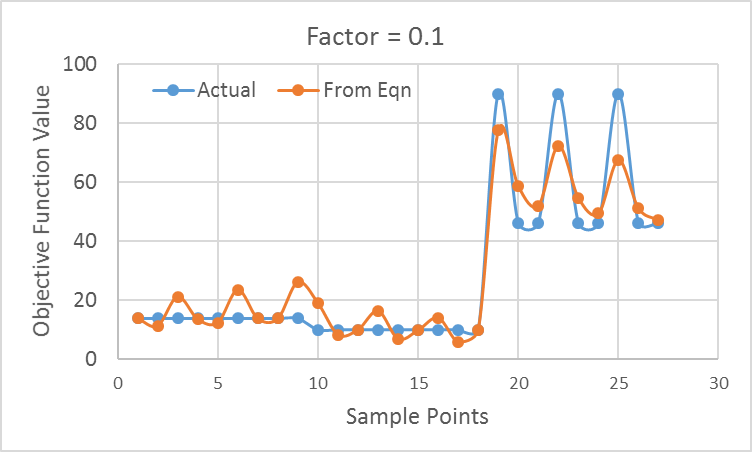 Factor = 0.1
Actual
From Eqn
Objective Function Value
100
80
60
40
20
0
0 5 10 15 20 25 30
Sample Points